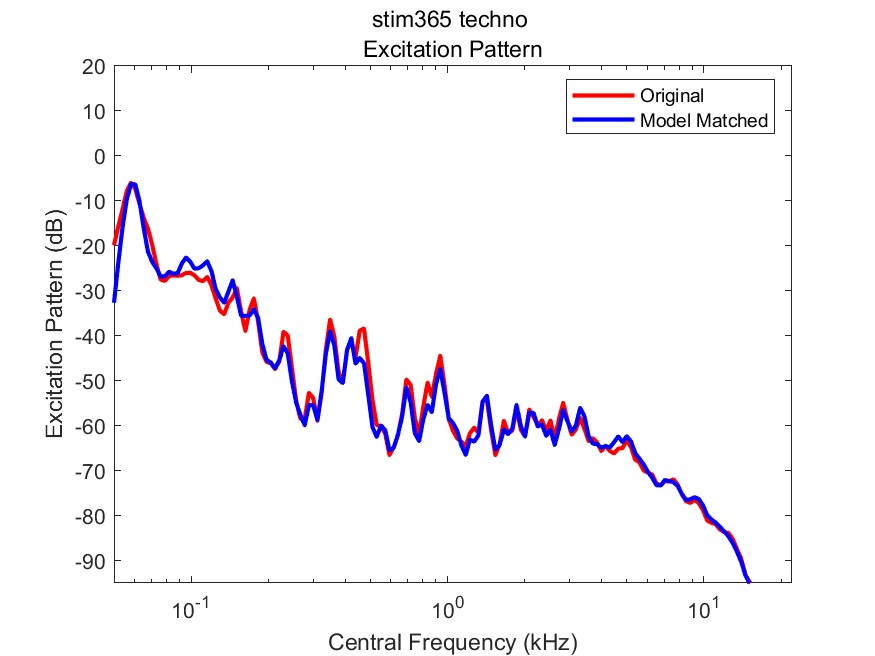 stim365 techno
Excitation Pattern
Original
Model Matched
20
10
0
-10
-20
-30
-40
-50
-60
-70
-80
-90
Excitation Pattern (dB)
10-1
100
101
Central Frequency (kHz)